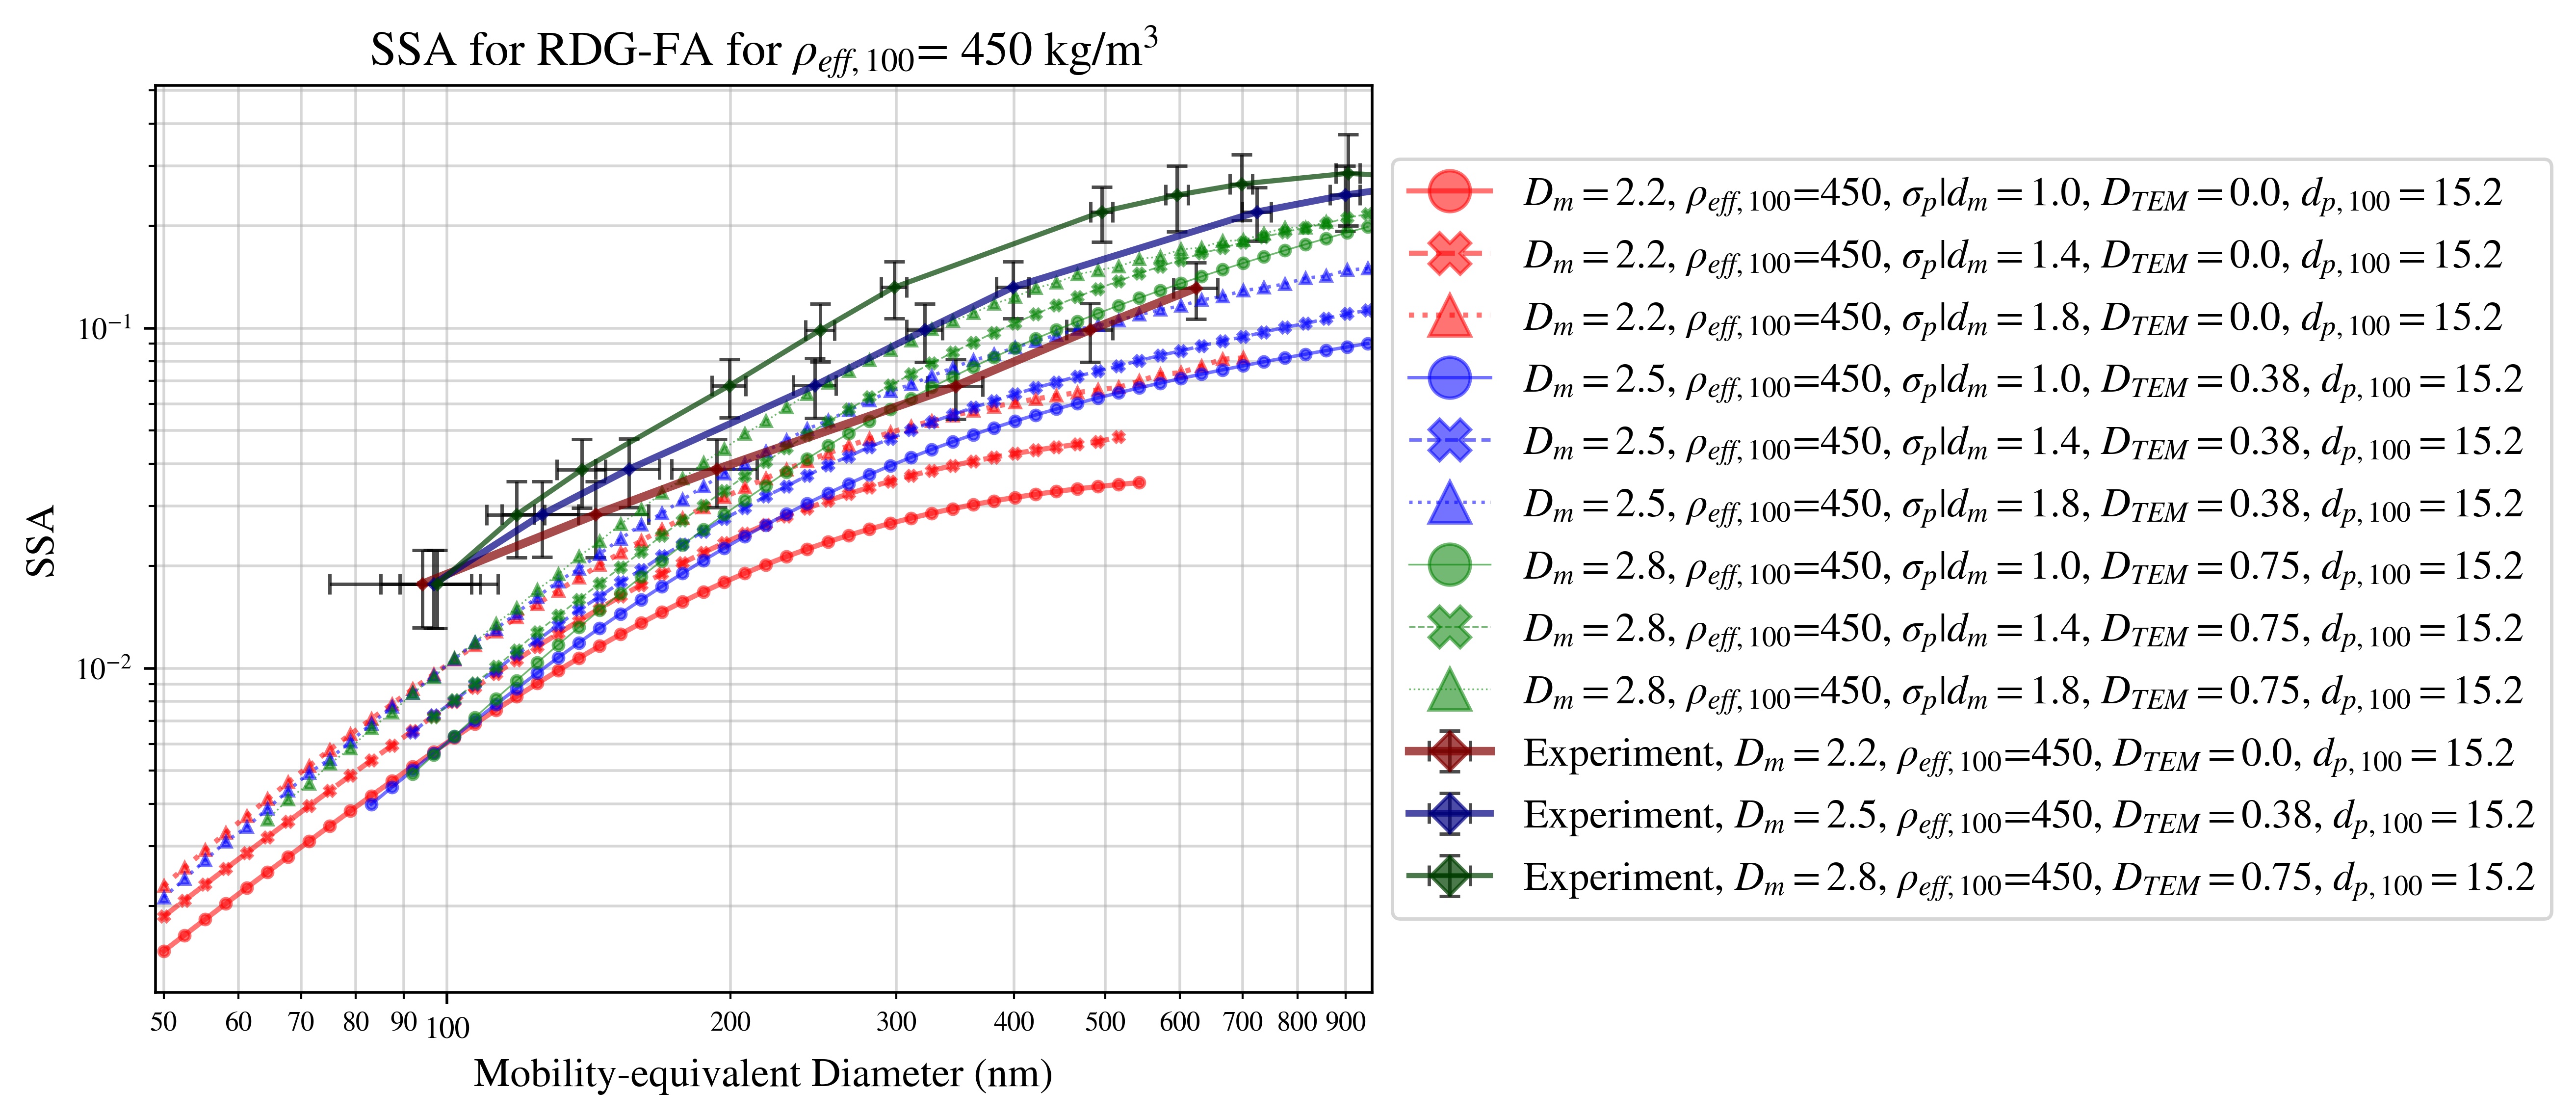 SSA for RDG-FA for ρeff,100= 450 kg/m³
SSA
10⁻¹
10⁻²
50 60 70 80 90 100 200 300 400 500 600 700 800 900
Mobility-equivalent Diameter (nm)
Dm = 2.2, ρeff,100=450, σp|dm = 1.0, DTEM = 0.0, dp,100 = 15.2
Dm = 2.2, ρeff,100=450, σp|dm = 1.4, DTEM = 0.0, dp,100 = 15.2
Dm = 2.2, ρeff,100=450, σp|dm = 1.8, DTEM = 0.0, dp,100 = 15.2
Dm = 2.5, ρeff,100=450, σp|dm = 1.0, DTEM = 0.38, dp,100 = 15.2
Dm = 2.5, ρeff,100=450, σp|dm = 1.4, DTEM = 0.38, dp,100 = 15.2
Dm = 2.5, ρeff,100=450, σp|dm = 1.8, DTEM = 0.38, dp,100 = 15.2
Dm = 2.8, ρeff,100=450, σp|dm = 1.0, DTEM = 0.75, dp,100 = 15.2
Dm = 2.8, ρeff,100=450, σp|dm = 1.4, DTEM = 0.75, dp,100 = 15.2
Dm = 2.8, ρeff,100=450, σp|dm = 1.8, DTEM = 0.75, dp,100 = 15.2
Experiment, Dm = 2.2, ρeff,100=450, DTEM = 0.0, dp,100 = 15.2
Experiment, Dm = 2.5, ρeff,100=450, DTEM = 0.38, dp,100 = 15.2
Experiment, Dm = 2.8, ρeff,100=450, DTEM = 0.75, dp,100 = 15.2